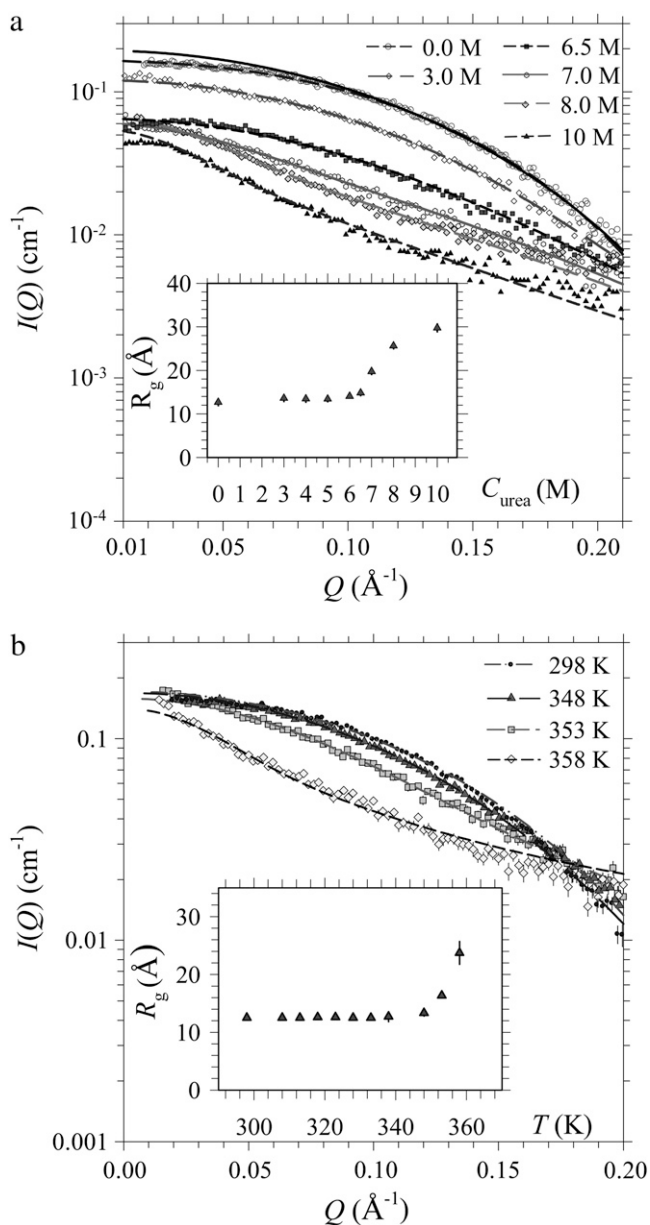 a
0.0 M
3.0 M
6.5 M
7.0 M
8.0 M
10 M
10⁻¹
10⁻²
10⁻³
10⁻⁴
I(Q) (cm⁻¹)
40
30
20
10
0
R_g (Å)
0 1 2 3 4 5 6 7 8 9 10
C_urea (M)
0.01 0.05 0.10 0.15 0.20
Q (Å⁻¹)
b
298 K
348 K
353 K
358 K
0.1
0.01
0.001
I(Q) (cm⁻¹)
30
20
10
0
R_g (Å)
300 320 340 360
T (K)
0.00 0.05 0.10 0.15 0.20
Q (Å⁻¹)